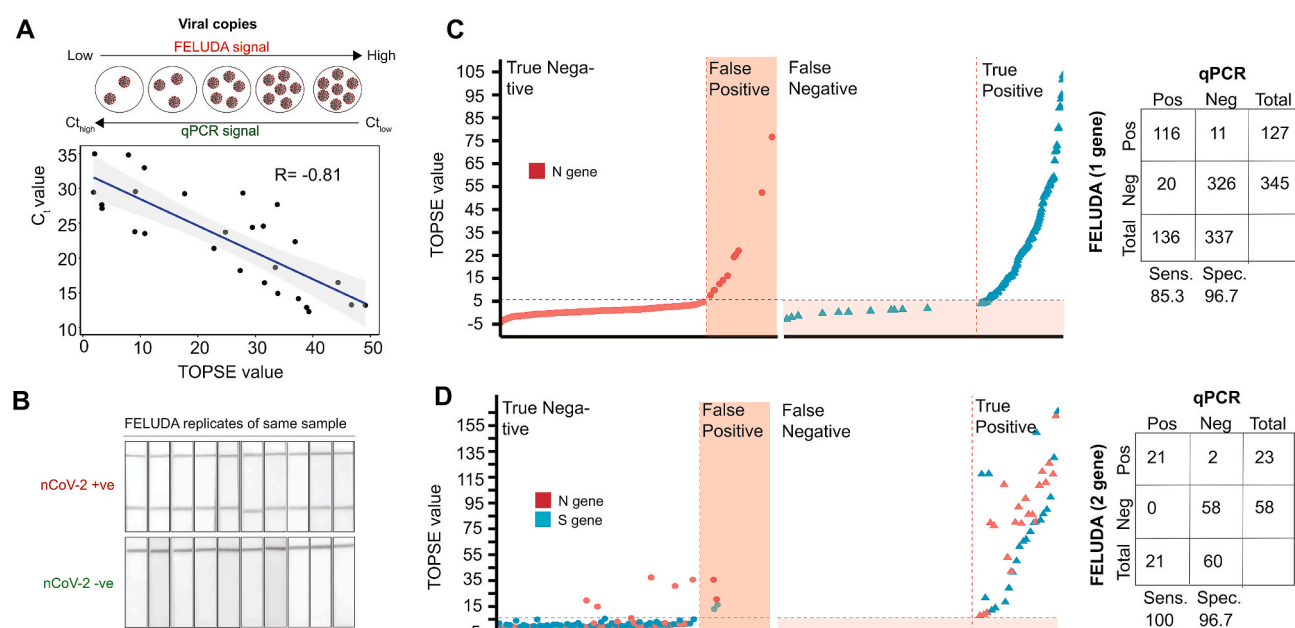 A
Viral copies
Low
FELUDA signal
High
Ct high
qPCR signal
Ct low
35
30
25
20
15
10
Ct value
R= -0.81
0
10
20
30
40
50
TOPSE value
B
FELUDA replicates of same sample
nCoV-2 +ve
nCoV-2 -ve
C
TOPSE value
105
95
85
75
65
55
45
35
25
15
5
-5
True Nega-
tive
False
Positive
False
Negative
True
Positive
N gene
qPCR
Pos Neg Total
FELUDA (1 gene)
Pos 116 11 127
Neg 20 326 345
Total 136 337
Sens. Spec.
85.3 96.7
D
TOPSE value
155
135
115
95
75
55
35
15
True Nega-
tive
False
Positive
False
Negative
True
Positive
N gene
S gene
qPCR
Pos Neg Total
FELUDA (2 gene)
Pos 21 2 23
Neg 0 58 58
Total 21 60
Sens. Spec.
100 96.7